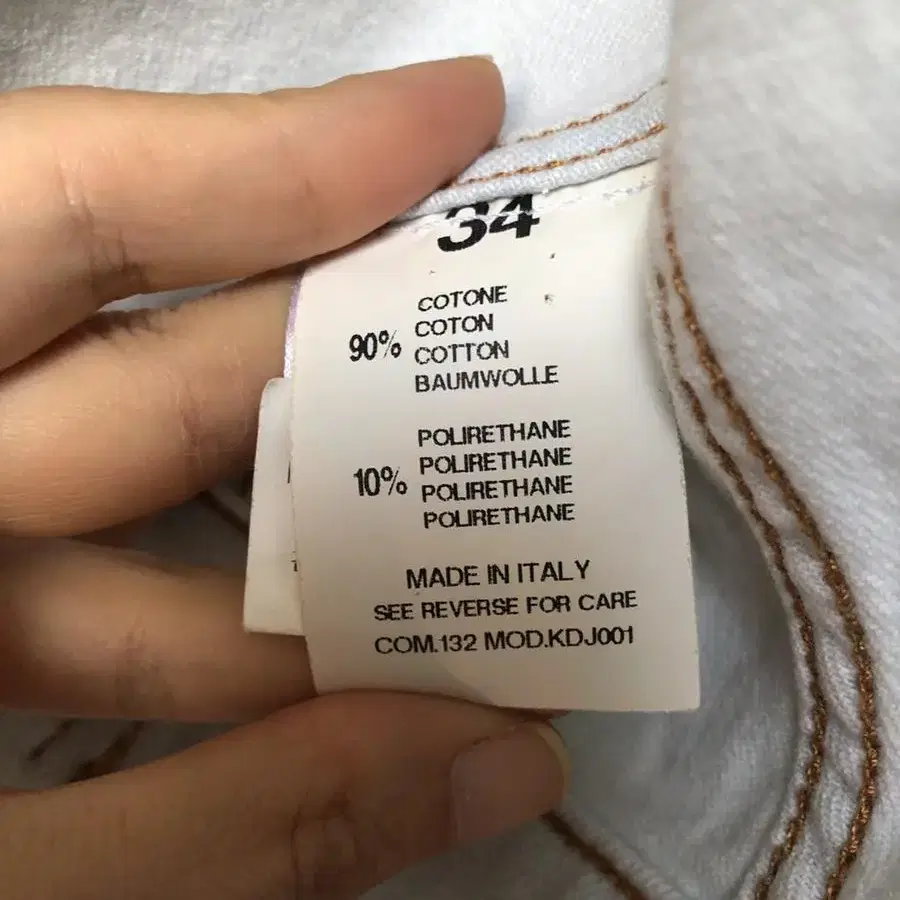 34
COTONE
90% COTON
COTTON
BAUMWOLLE
POLIRETHANE
10% POLIRETHANE
POLIRETHANE
POLIRETHANE
MADE IN ITALY
SEE REVERSE FOR CARE
COM.132 MOD.KDJ001